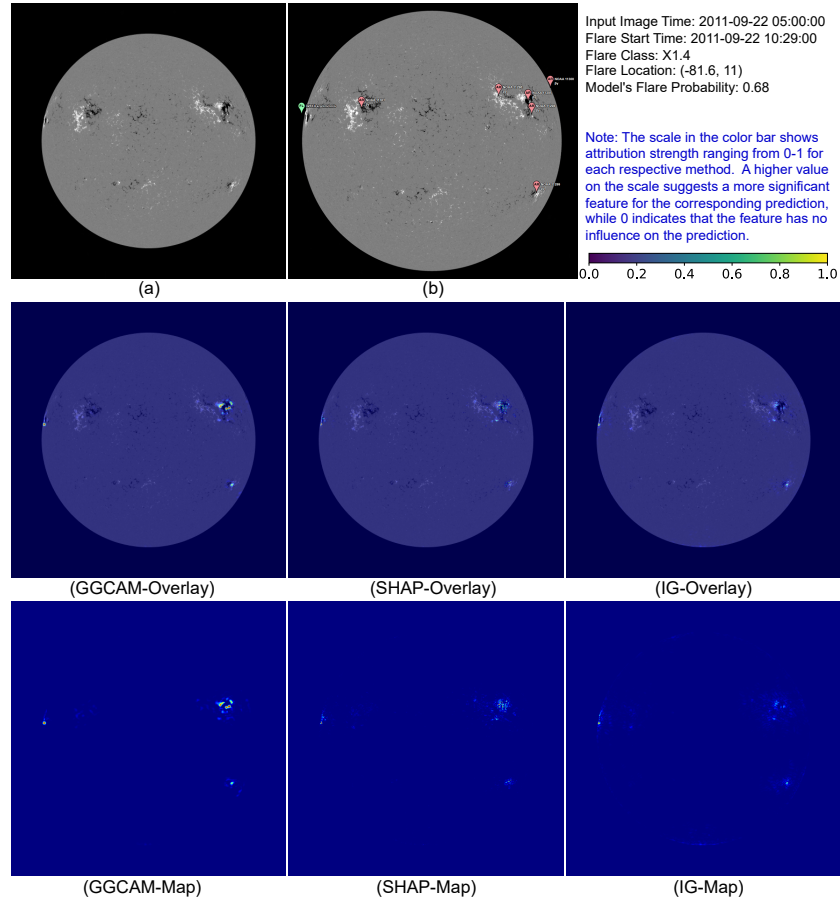 Input Image Time: 2011-09-22 05:00:00
Flare Start Time: 2011-09-22 10:29:00
Flare Class: X1.4
Flare Location: (-81.6, 11)
Model's Flare Probability: 0.68
Note: The scale in the color bar shows
attribution strength ranging from 0-1 for
each respective method. A higher value
on the scale suggests a more significant
feature for the corresponding prediction,
while 0 indicates that the feature has no
influence on the prediction.
0.0 0.2 0.4 0.6 0.8 1.0
(a) (b)
(GGCAM-Overlay) (SHAP-Overlay) (IG-Overlay)
(GGCAM-Map) (SHAP-Map) (IG-Map)